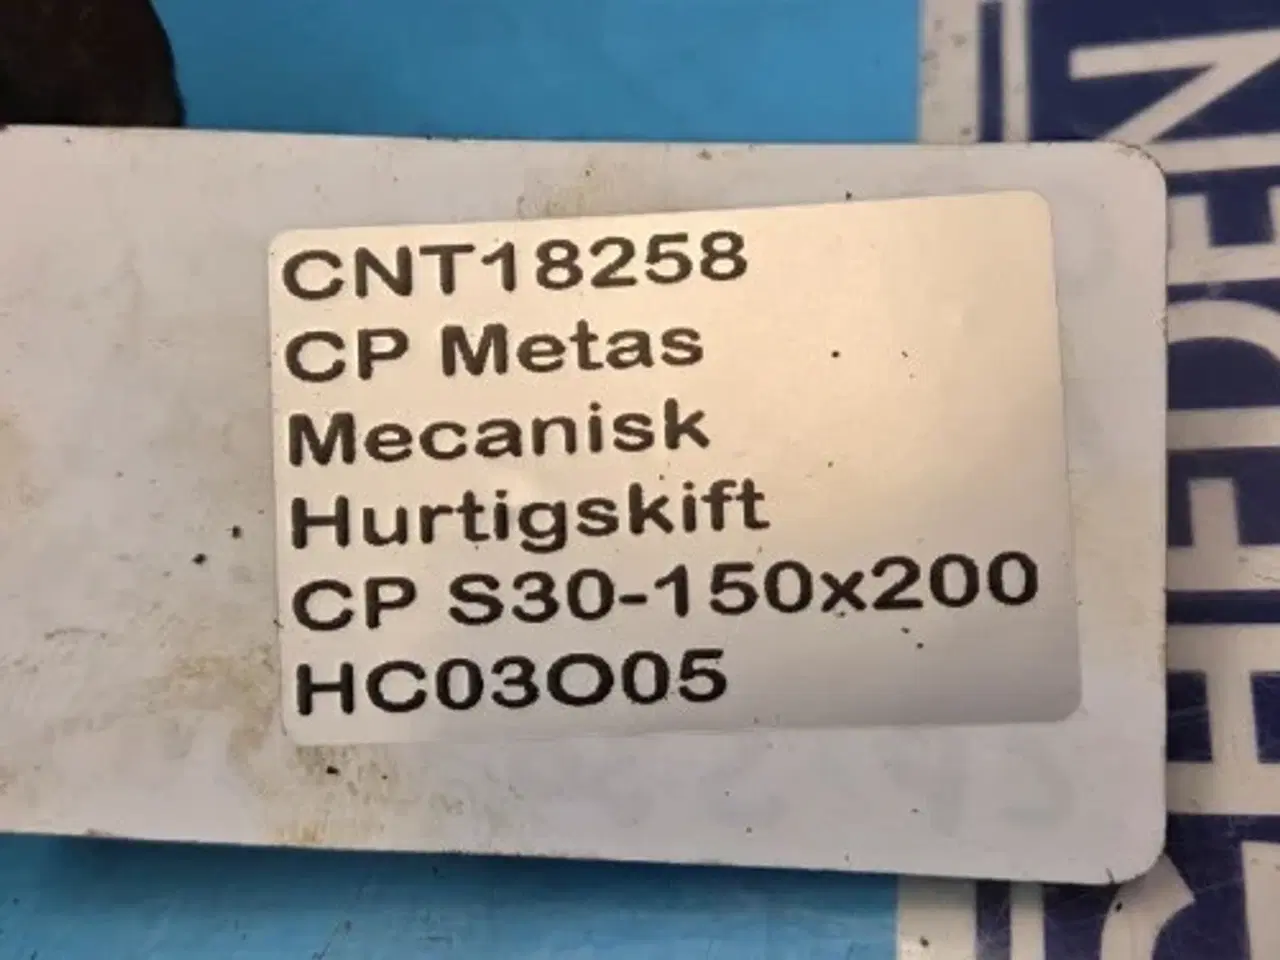 CNT18258
CP Metas
Mecanisk
Hurtigskift
CP S30-150x200
HC03O05